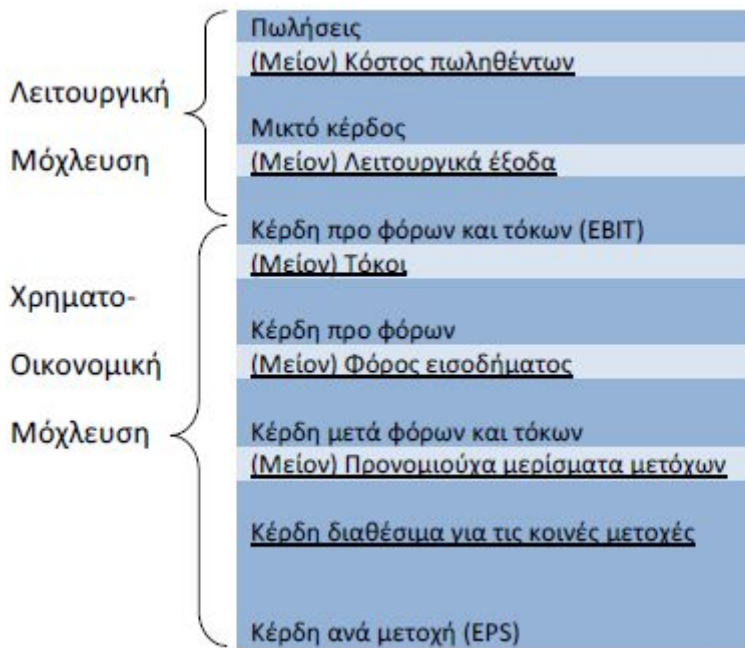 Λειτουργική
Μόχλευση
Χρηματο-
Οικονομική
Μόχλευση
Πωλήσεις
(Μείον) Κόστος πωληθέντων
Μικτό κέρδος
(Μείον) Λειτουργικά έξοδα
Κέρδη προ φόρων και τόκων (EBIT)
(Μείον) Τόκοι
Κέρδη προ φόρων
(Μείον) Φόρος εισοδήματος
Κέρδη μετά φόρων και τόκων
(Μείον) Προνομιούχα μερίσματα μετόχων
Κέρδη διαθέσιμα για τις κοινές μετοχές
Κέρδη ανά μετοχή (EPS)